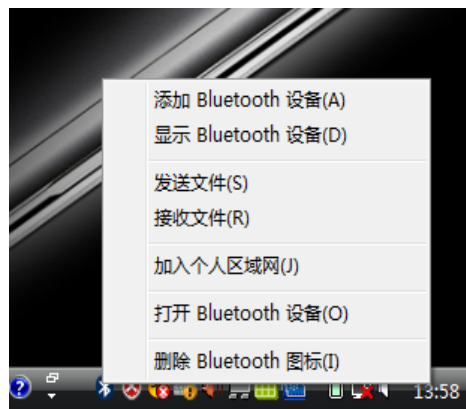 添加 Bluetooth 设备(A)
显示 Bluetooth 设备(D)
发送文件(S)
接收文件(R)
加入个人区域网(J)
打开 Bluetooth 设备(O)
删除 Bluetooth 图标(I)
13:58